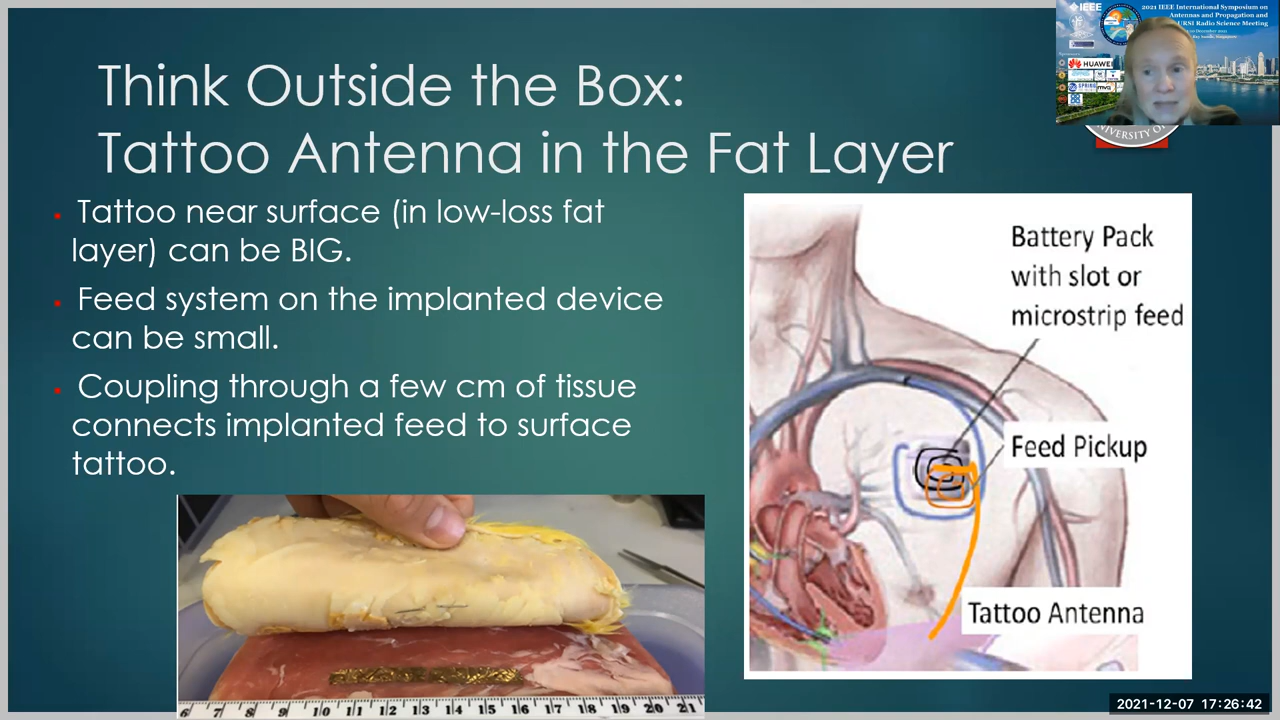 Think Outside the Box:
Tattoo Antenna in the Fat Layer
Tattoo near surface (in low-loss fat
layer) can be BIG.
Feed system on the implanted device
can be small.
Coupling through a few cm of tissue
connects implanted feed to surface
tattoo.
Battery Pack
with slot or
microstrip feed
Feed Pickup
Tattoo Antenna
6 7 8 9 10 11 12 13 14 15 16 17 18 19 20 21
IEEE
2021 IEEE International Symposium on
Antennas and Propagation and
URSI Radio Science Meeting
HUAWEI
UNIVERSITY OF
2021-12-07 17:26:42